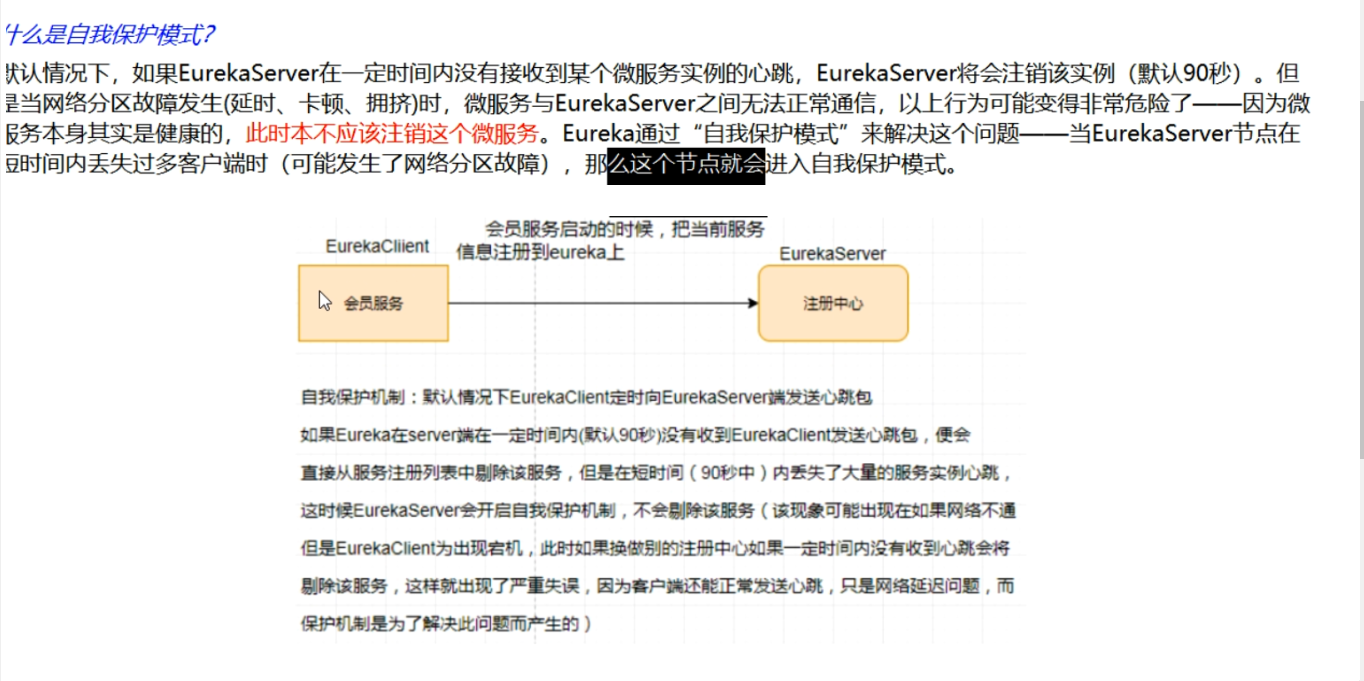 什么是自我保护模式?
默认情况下，如果EurekaServer在一定时间内没有接收到某个微服务实例的心跳，EurekaServer将会注销该实例（默认90秒）。但
是当网络分区故障发生(延时、卡顿、拥挤)时，微服务与EurekaServer之间无法正常通信，以上行为可能变得非常危险了——因为微
服务本身其实是健康的，此时本不应该注销这个微服务。Eureka通过“自我保护模式”来解决这个问题——当EurekaServer节点在
短时间内丢失过多客户端时（可能发生了网络分区故障），那么这个节点就会进入自我保护模式。
会员服务启动的时候，把当前服务
信息注册到eureka上
EurekaCliient
EurekaServer
会员服务
注册中心
自我保护机制：默认情况下EurekaClient定时向EurekaServer端发送心跳包
如果Eureka在server端在一定时间内(默认90秒)没有收到EurekaClient发送心跳包，便会
直接从服务注册列表中剔除该服务，但是在短时间（90秒中）内丢失了大量的服务实例心跳，
这时候EurekaServer会开启自我保护机制，不会剔除该服务（该现象可能出现在如果网络不通
但是EurekaClient为出现宕机，此时如果换做别的注册中心如果一定时间内没有收到心跳会将
剔除该服务，这样就出现了严重失误，因为客户端还能正常发送心跳，只是网络延迟问题，而
保护机制是为了解决此问题而产生的）